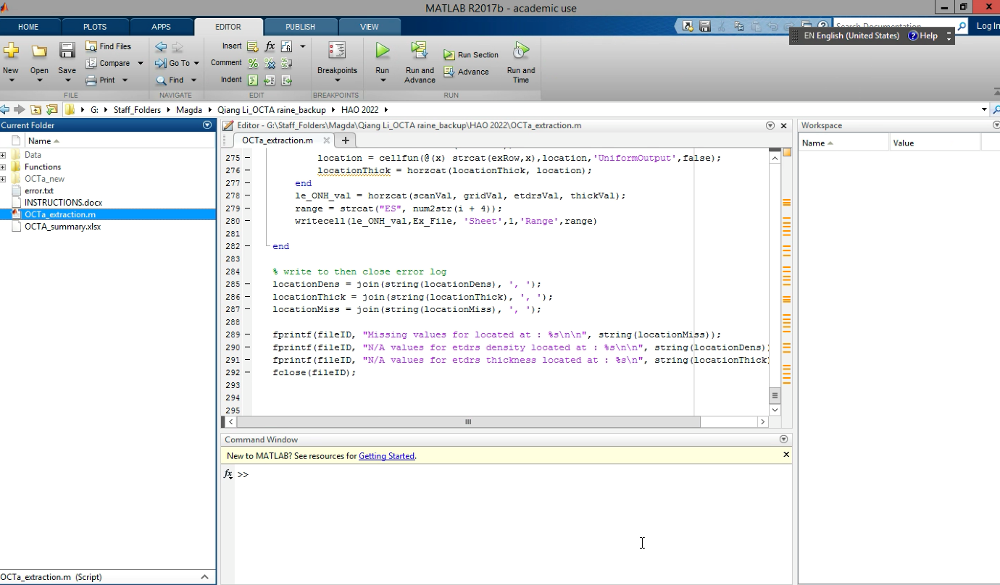 MATLAB R2017b - academic use
HOME PLOTS APPS EDITOR PUBLISH VIEW
Search Documentation Log In
EN English (United States) Help
New Open Save Find Files Compare Print
Go To Find
Insert fx Comment Indent
Breakpoints
Run Run and Advance Run Section Advance Run and Time
FILE NAVIGATE EDIT BREAKPOINTS RUN
G: Staff_Folders Magda Qiang Li_OCTA raine_backup HAO 2022
Current Folder
Name
Data
Functions
OCTa_new
error.txt
INSTRUCTIONS.docx
OCTa_extraction.m
OCTA_summary.xlsx
OCTa_extraction.m (Script)
Editor - G:\Staff_Folders\Magda\Qiang Li_OCTA raine_backup\HAO 2022\OCTa_extraction.m
OCTa_extraction.m
275 - location = cellfun(@(x) strcat(exRow,x),location,'UniformOutput',false);
276 - locationThick = horzcat(locationThick, location);
277 - end
278 - le_ONH_val = horzcat(scanVal, gridVal, etdrsVal, thickVal);
279 - range = strcat("ES", num2str(i + 4));
280 - writecell(le_ONH_val,Ex_File, 'Sheet',1,'Range',range)
281
282 - end
283
284 % write to then close error log
285 - locationDens = join(string(locationDens), ', ');
286 - locationThick = join(string(locationThick), ', ');
287 - locationMiss = join(string(locationMiss), ', ');
288
289 - fprintf(fileID, "Missing values for located at : %s\n\n", string(locationMiss));
290 - fprintf(fileID, "N/A values for etdrs density located at : %s\n\n", string(locationDens))
291 - fprintf(fileID, "N/A values for etdrs thickness located at : %s\n", string(locationThick
292 - fclose(fileID);
293
294
295
Command Window
New to MATLAB? See resources for Getting Started.
fx >>
Workspace
Name Value